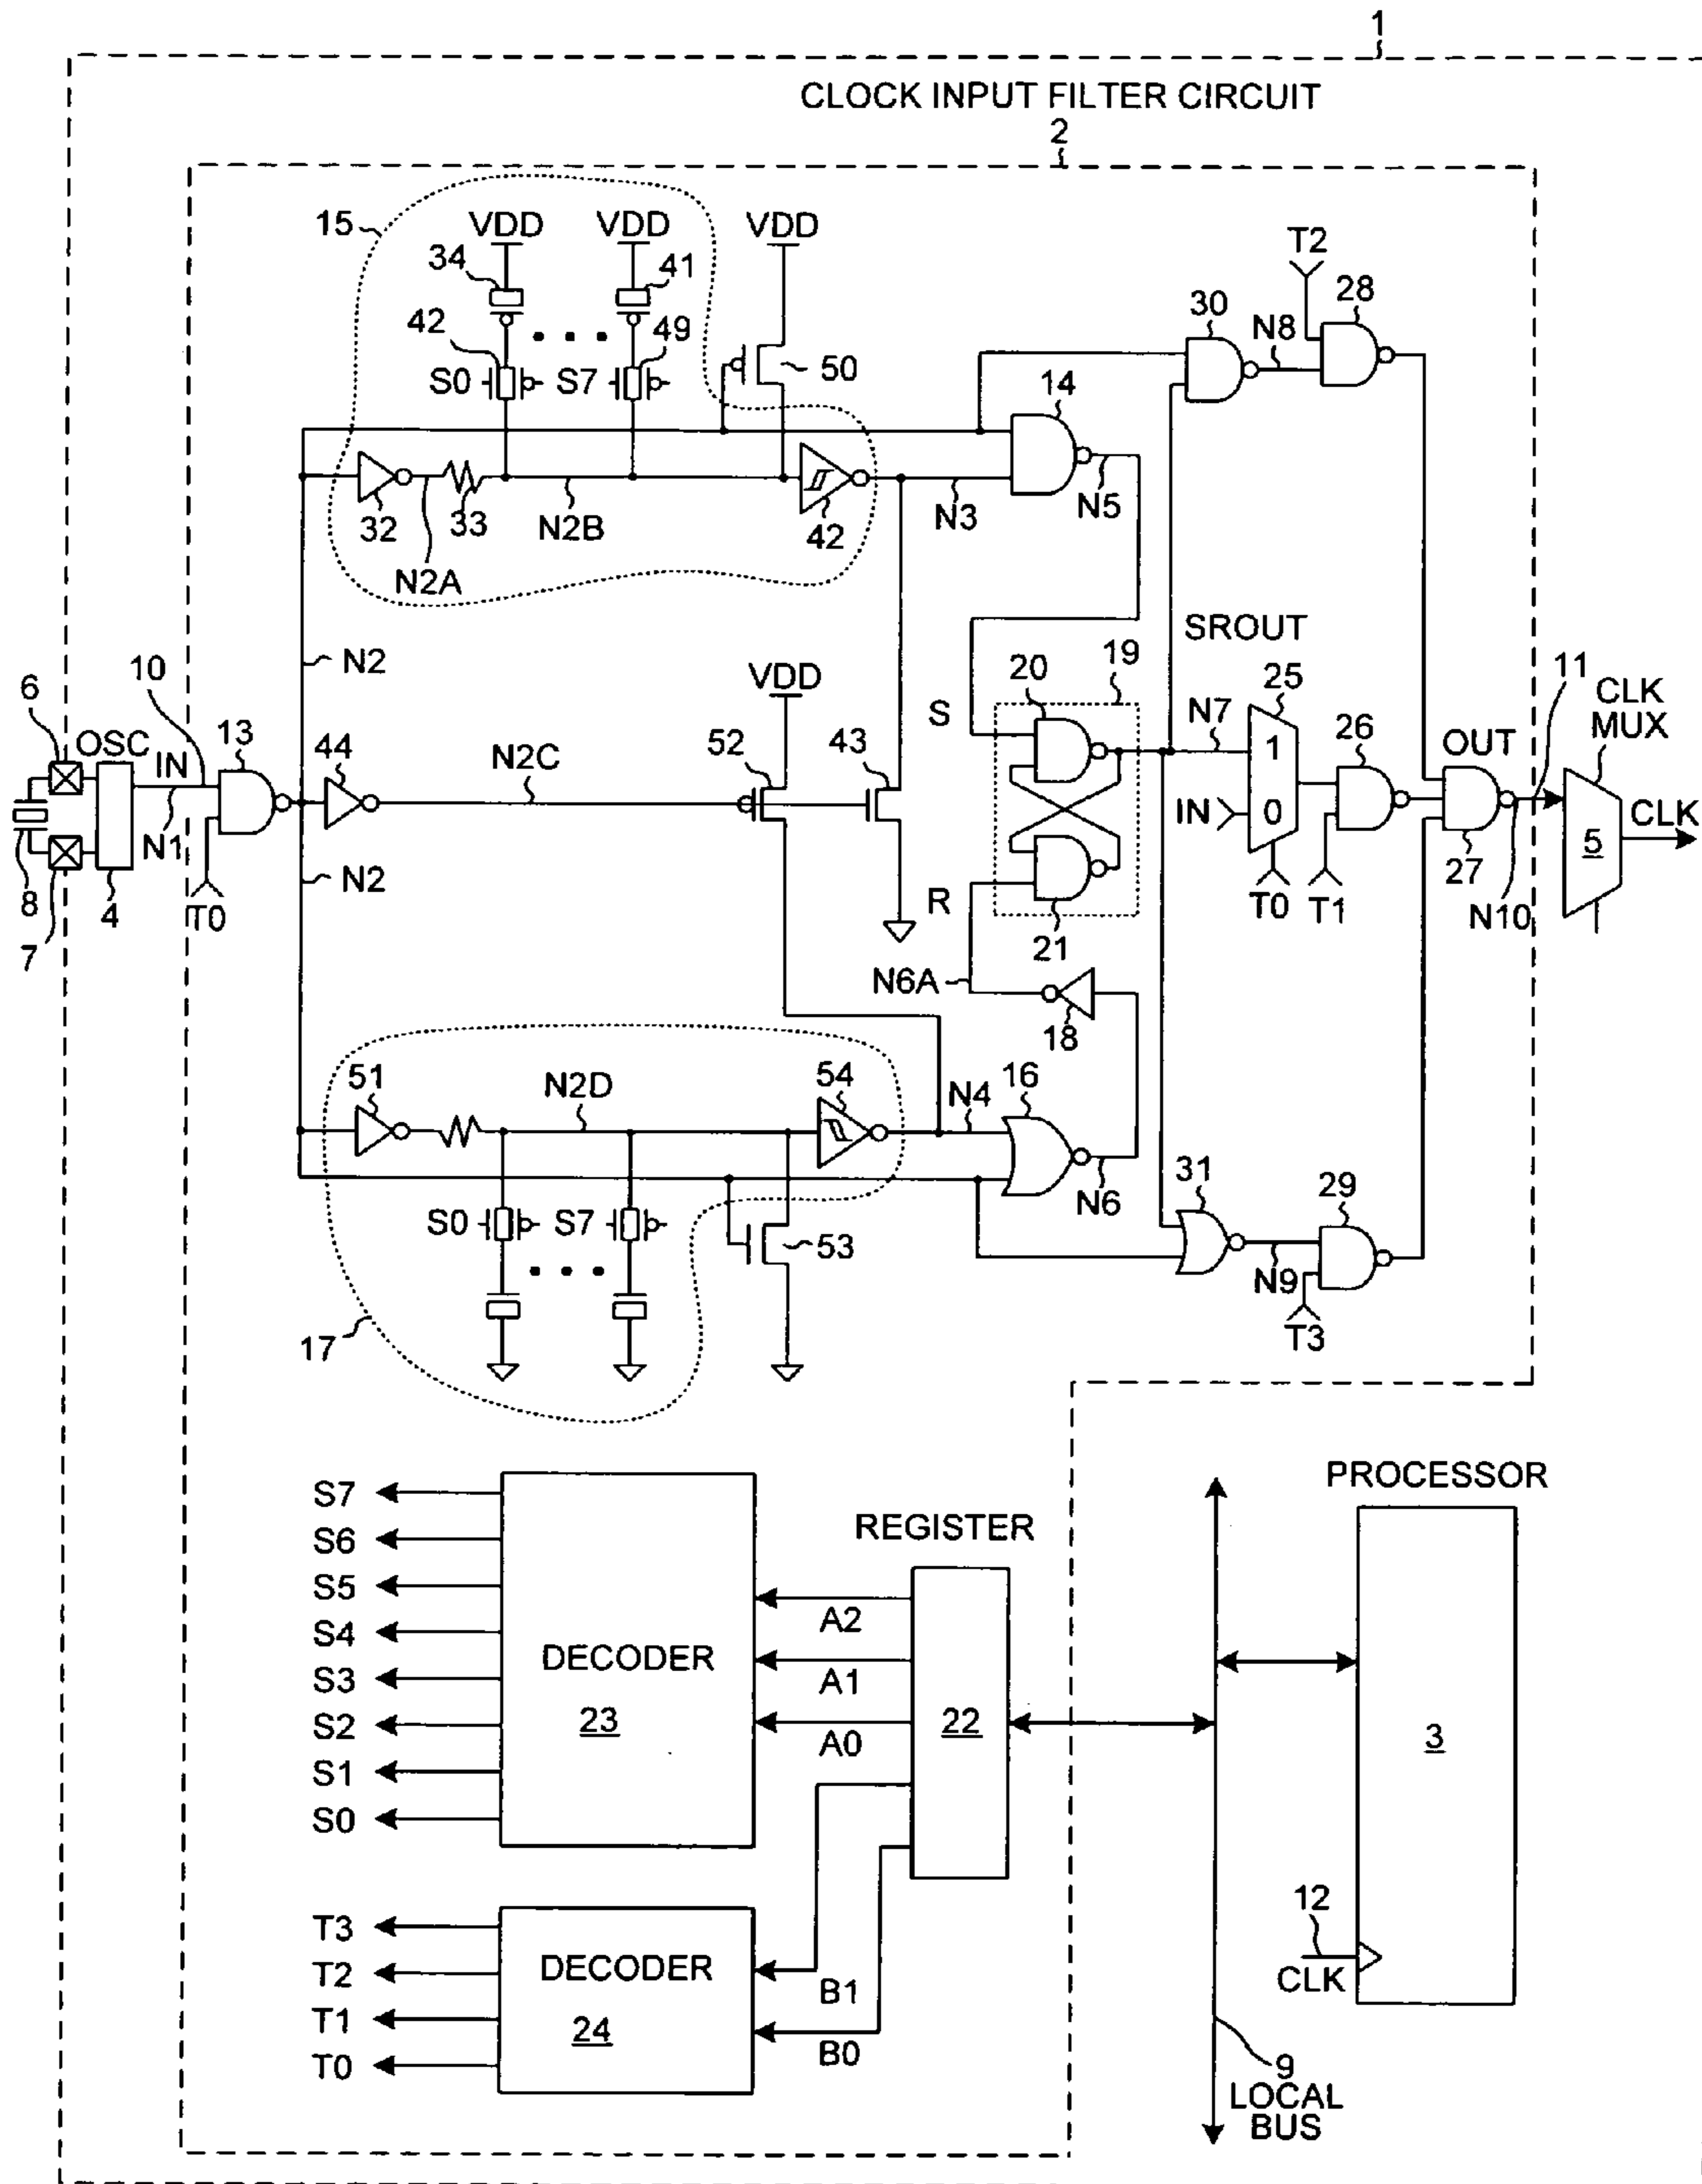 1
CLOCK INPUT FILTER CIRCUIT
2
15
VDD
VDD
VDD
34
41
42
49
S0
S7
50
T2
30
N8
28
14
32
33
N2B
42
N3
N5
N2A
N2
10
6
OSC
IN
13
44
N2C
VDD
52
43
S
20
19
SROUT
25
N7
1
0
IN
26
OUT
11
CLK
MUX
CLK
5
8
7
4
N1
T0
N2
R
21
T0
T1
27
N10
N6A
18
51
N2D
54
N4
16
N6
31
29
S0
S7
53
N9
T3
17
S7
S6
S5
S4
S3
S2
S1
S0
DECODER
23
REGISTER
A2
A1
A0
22
PROCESSOR
3
12
CLK
T3
T2
T1
T0
DECODER
24
B1
B0
9
LOCAL
BUS